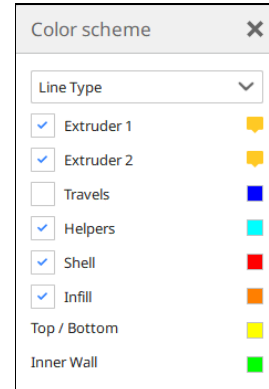 Color scheme
Line Type
Extruder 1
Extruder 2
Travels
Helpers
Shell
Infill
Top / Bottom
Inner Wall